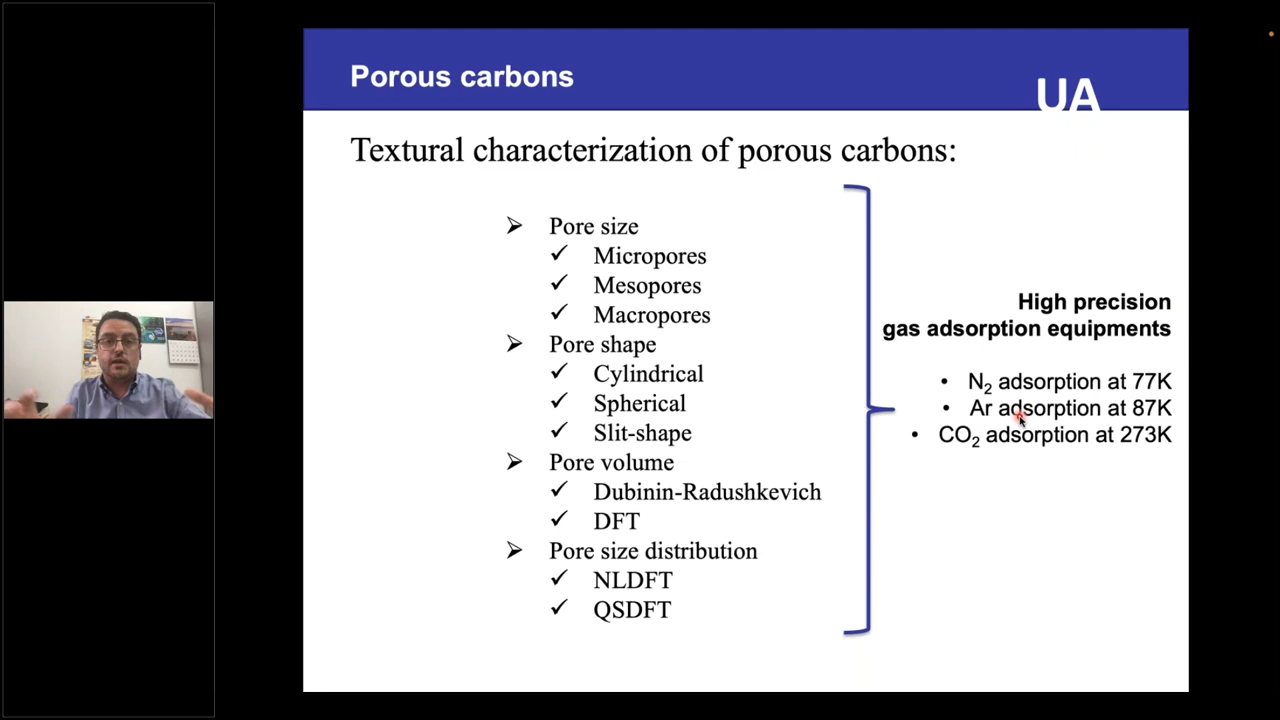 Porous carbons
UA
Textural characterization of porous carbons:
➢ Pore size
✓ Micropores
✓ Mesopores
✓ Macropores
➢ Pore shape
✓ Cylindrical
✓ Spherical
✓ Slit-shape
➢ Pore volume
✓ Dubinin-Radushkevich
✓ DFT
➢ Pore size distribution
✓ NLDFT
✓ QSDFT
High precision
gas adsorption equipments
• N₂ adsorption at 77K
• Ar adsorption at 87K
• CO₂ adsorption at 273K